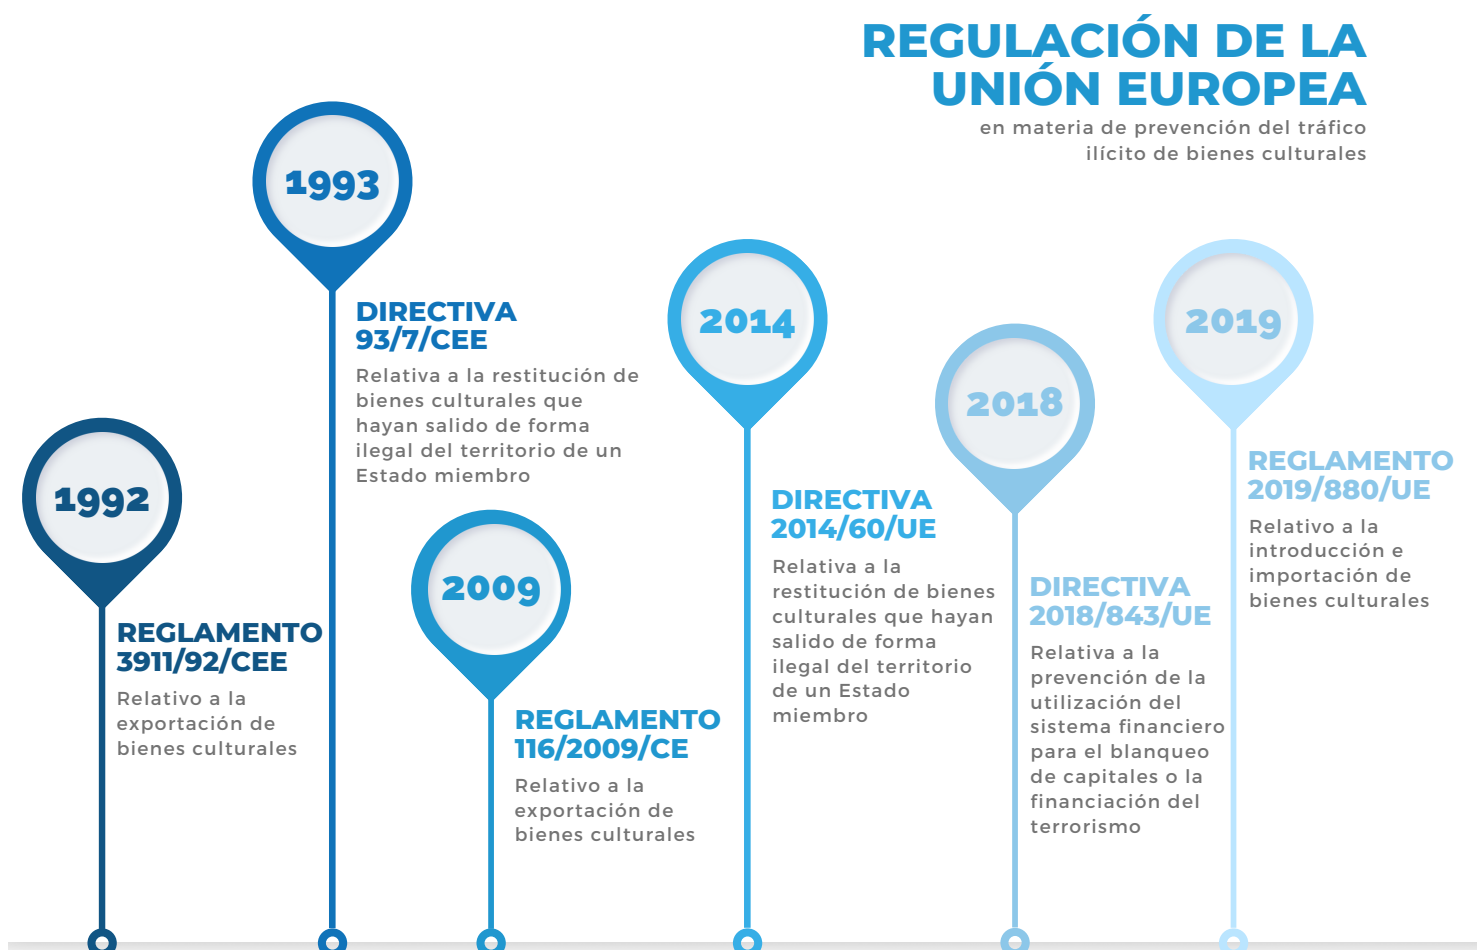 REGULACIÓN DE LA
UNIÓN EUROPEA
en materia de prevención del tráfico
ilícito de bienes culturales
1992
REGLAMENTO
3911/92/CEE
Relativo a la
exportación de
bienes culturales
1993
DIRECTIVA
93/7/CEE
Relativa a la restitución de
bienes culturales que
hayan salido de forma
ilegal del territorio de un
Estado miembro
2009
REGLAMENTO
116/2009/CE
Relativo a la
exportación de
bienes culturales
2014
DIRECTIVA
2014/60/UE
Relativa a la
restitución de bienes
culturales que hayan
salido de forma
ilegal del territorio
de un Estado
miembro
2018
DIRECTIVA
2018/843/UE
Relativa a la
prevención de la
utilización del
sistema financiero
para el blanqueo
de capitales o la
financiación del
terrorismo
2019
REGLAMENTO
2019/880/UE
Relativo a la
introducción e
importación de
bienes culturales